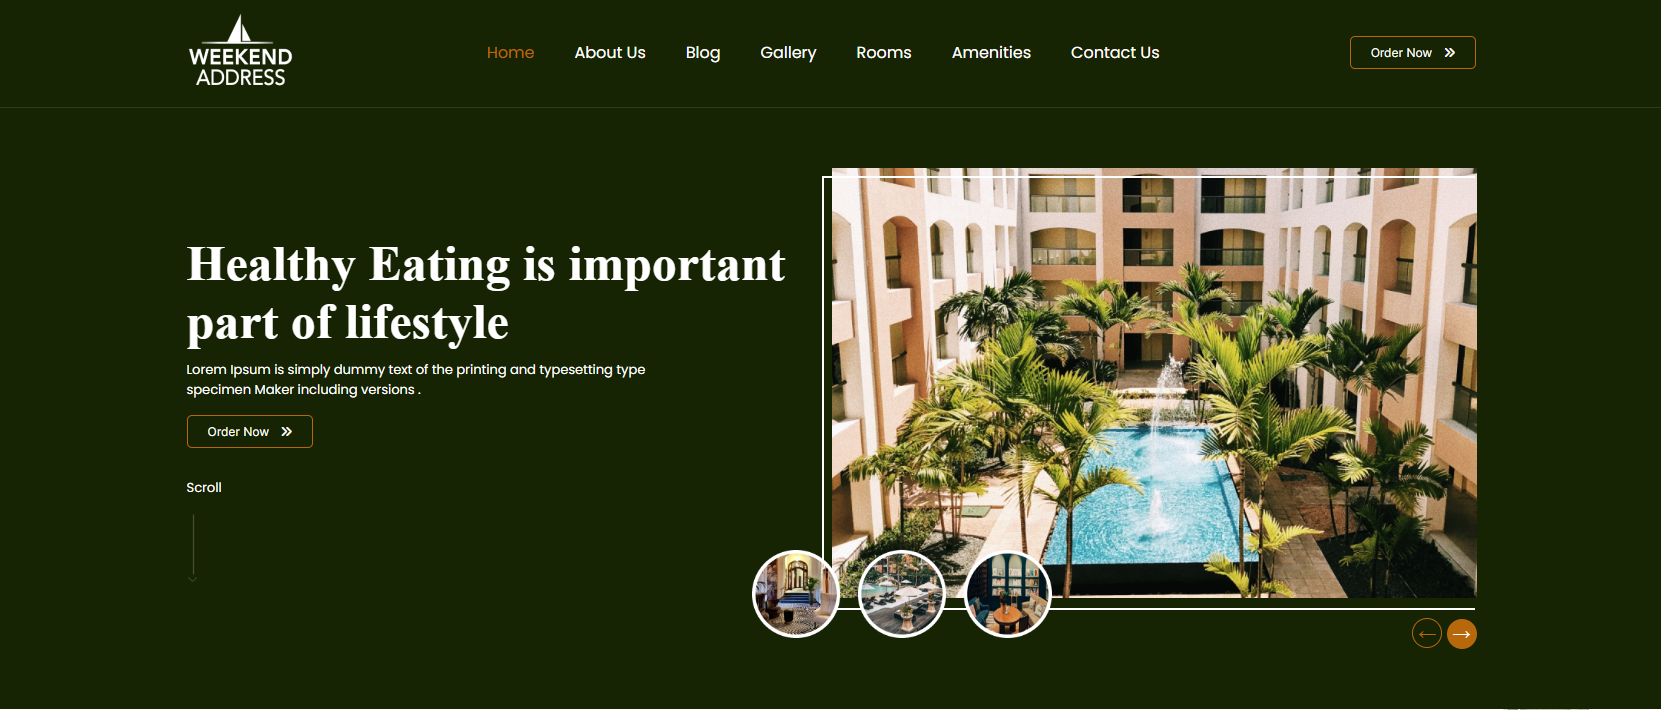 WEEKEND
ADDRESS
Home About Us Blog Gallery Rooms Amenities Contact Us
Order Now
Healthy Eating is important
part of lifestyle
Lorem Ipsum is simply dummy text of the printing and typesetting type
specimen Maker including versions .
Order Now
Scroll